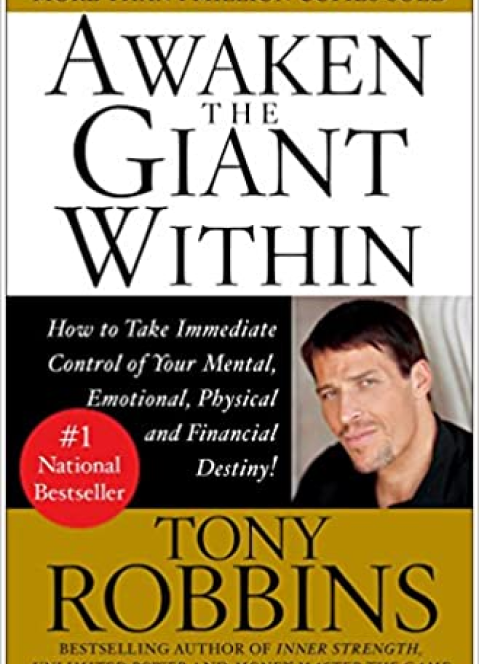 AWAKEN
THE
GIANT
WITHIN
How to Take Immediate
Control of Your Mental,
Emotional, Physical
and Financial
Destiny!
#1
National
Bestseller
TONY
ROBBINS
BESTSELLING AUTHOR OF INNER STRENGTH,